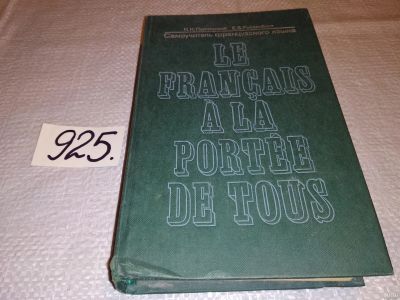 925.
Самоучитель французского языка
LE
FRANÇAIS
À LA
PORTÉE
DE TOUS